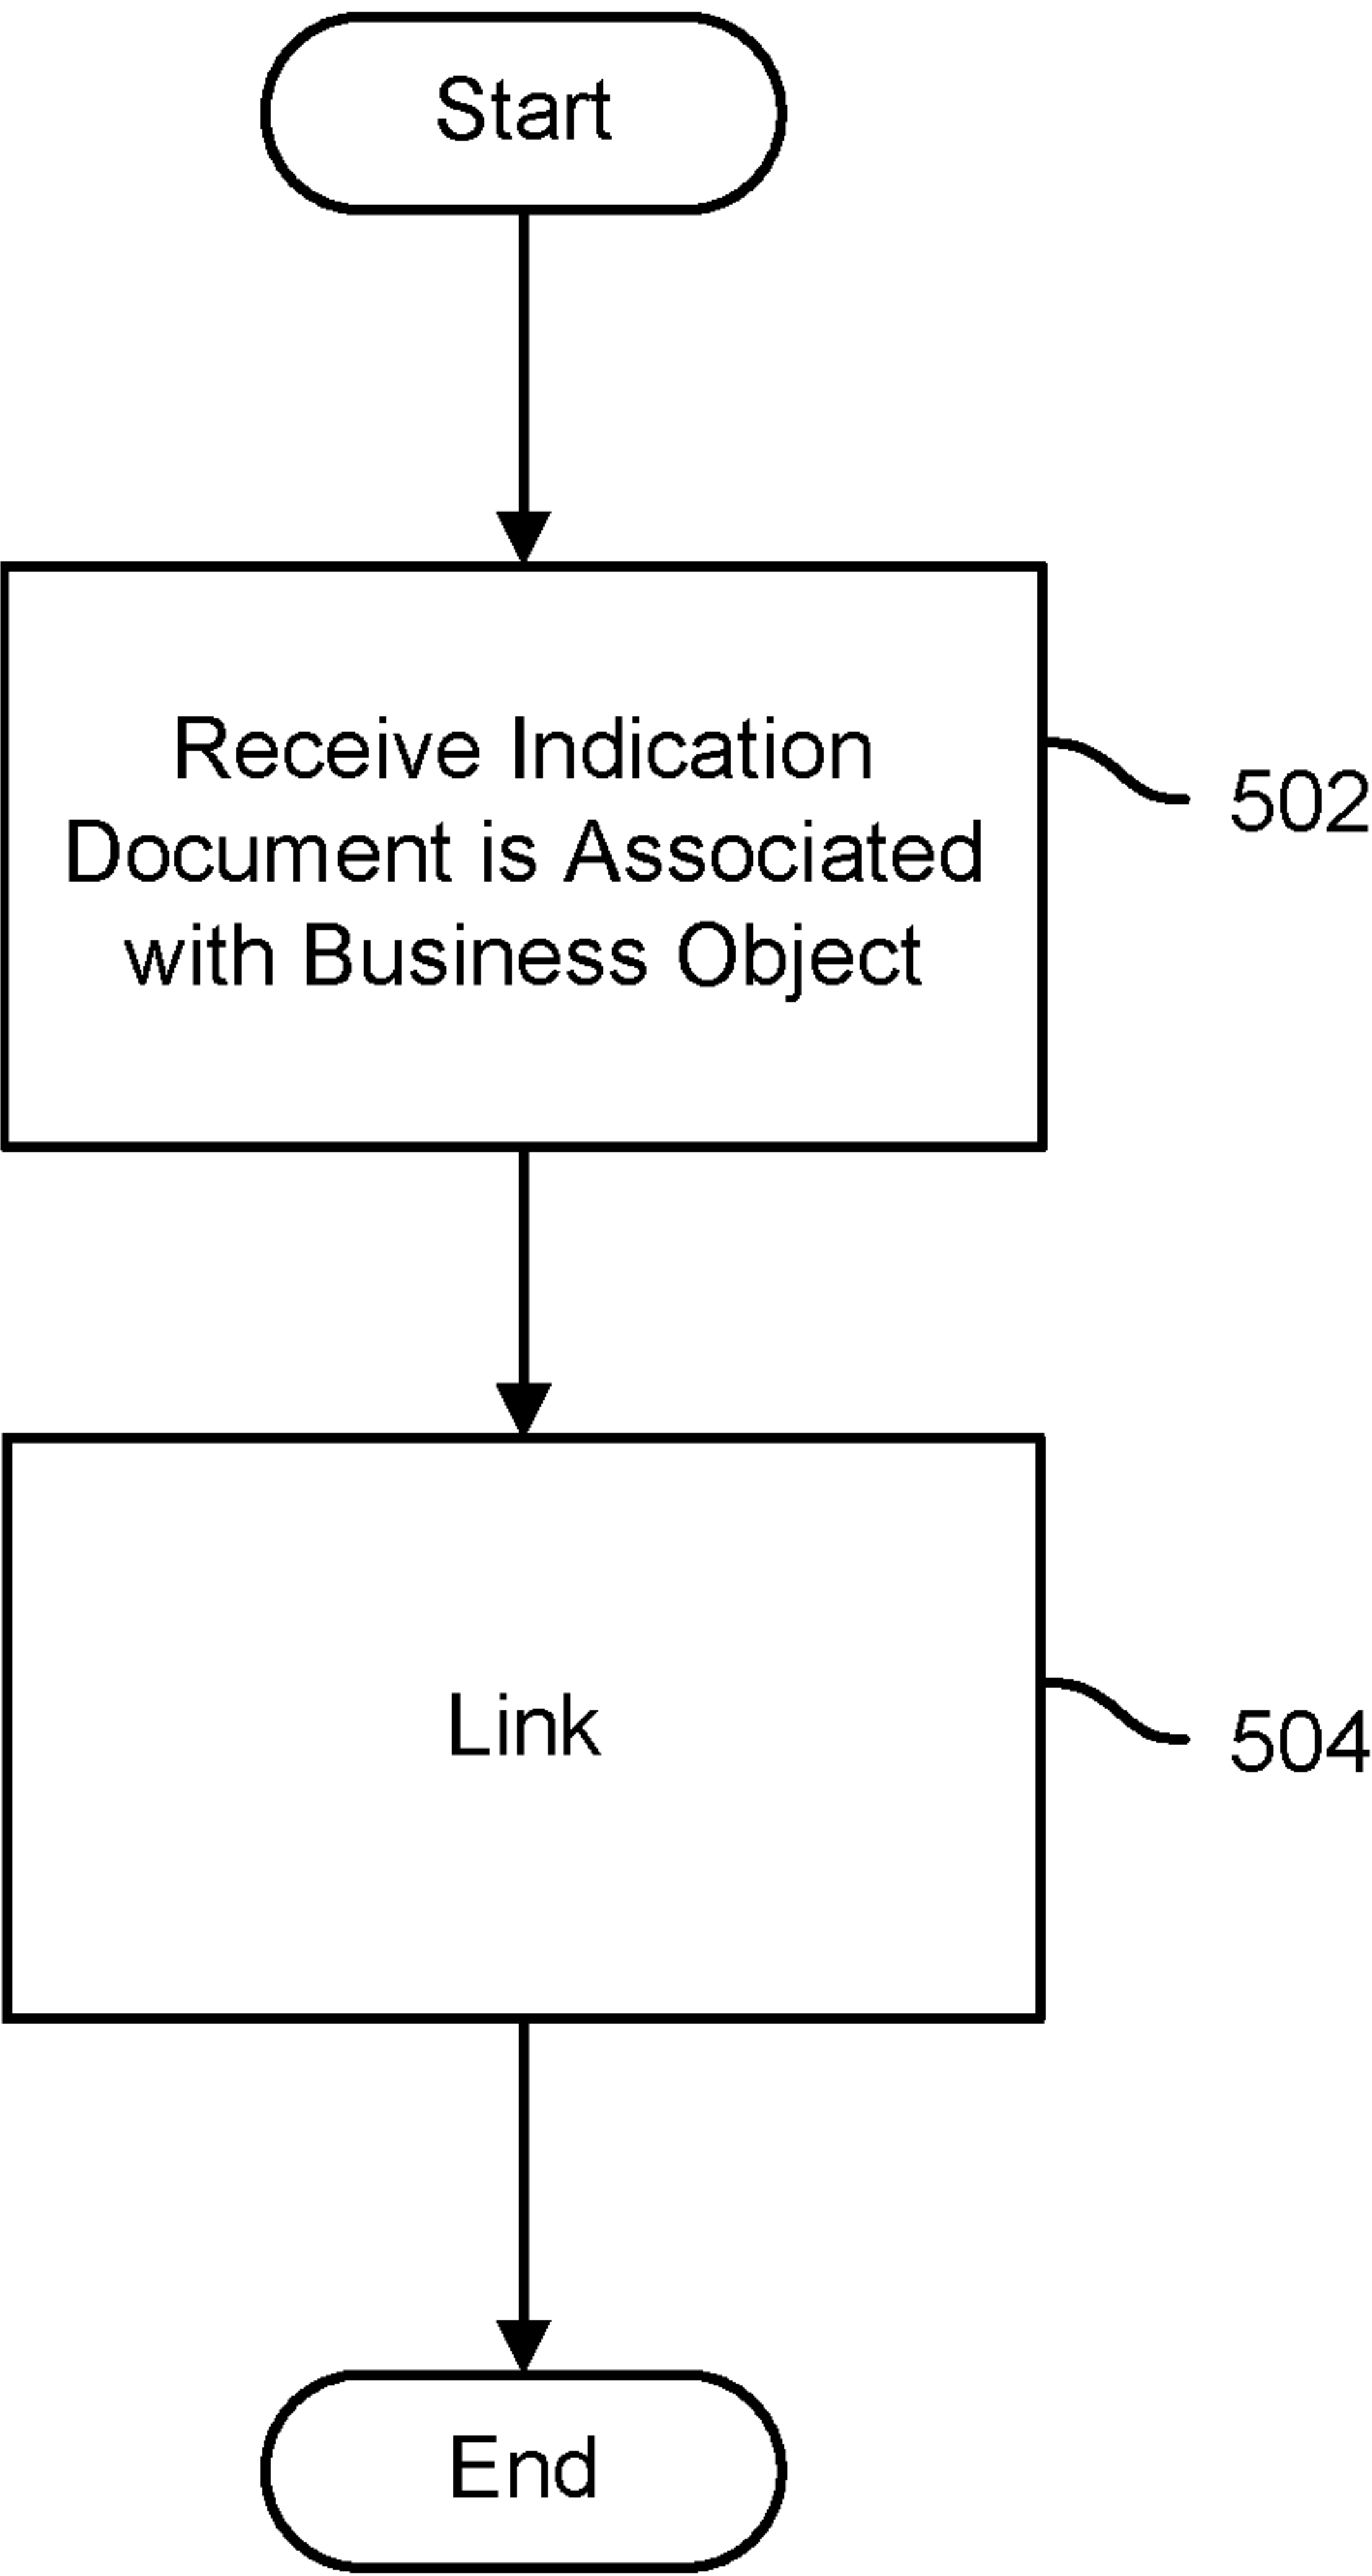 Start
Receive Indication
Document is Associated
with Business Object
502
Link
504
End